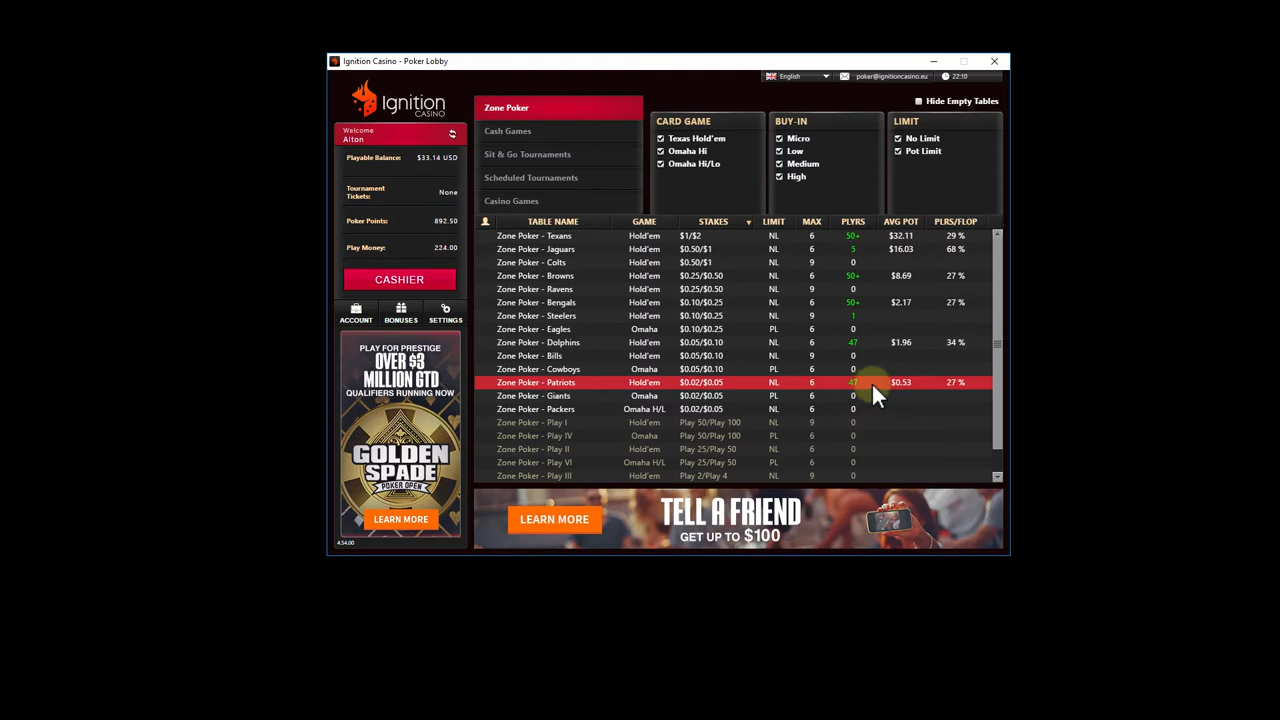 Ignition Casino - Poker Lobby
English poker@ignitioncasino.eu 22:10
Ignition
CASINO
Welcome
Aiton
Playable Balance: $33.14 USD
Tournament Tickets: None
Poker Points: 892.50
Play Money: 224.00
CASHIER
ACCOUNT BONUSES SETTINGS
PLAY FOR PRESTIGE
OVER $3
MILLION GTD
QUALIFIERS RUNNING NOW
GOLDEN
SPADE
POKER OPEN
LEARN MORE
4.54.00
Zone Poker
Cash Games
Sit & Go Tournaments
Scheduled Tournaments
Casino Games
Hide Empty Tables
CARD GAME
Texas Hold'em
Omaha Hi
Omaha Hi/Lo
BUY-IN
Micro
Low
Medium
High
LIMIT
No Limit
Pot Limit
TABLE NAME GAME STAKES LIMIT MAX PLYRS AVG POT PLRS/FLOP
Zone Poker - Texans Hold'em $1/$2 NL 6 50+ $32.11 29 %
Zone Poker - Jaguars Hold'em $0.50/$1 NL 6 5 $16.03 68 %
Zone Poker - Colts Hold'em $0.50/$1 NL 9 0
Zone Poker - Browns Hold'em $0.25/$0.50 NL 6 50+ $8.69 27 %
Zone Poker - Ravens Hold'em $0.25/$0.50 NL 9 0
Zone Poker - Bengals Hold'em $0.10/$0.25 NL 6 50+ $2.17 27 %
Zone Poker - Steelers Hold'em $0.10/$0.25 NL 9 1
Zone Poker - Eagles Omaha $0.10/$0.25 PL 6 0
Zone Poker - Dolphins Hold'em $0.05/$0.10 NL 6 47 $1.96 34 %
Zone Poker - Bills Hold'em $0.05/$0.10 NL 9 0
Zone Poker - Cowboys Omaha $0.05/$0.10 PL 6 0
Zone Poker - Patriots Hold'em $0.02/$0.05 NL 6 47 $0.53 27 %
Zone Poker - Giants Omaha $0.02/$0.05 PL 6 0
Zone Poker - Packers Omaha H/L $0.02/$0.05 PL 6 0
Zone Poker - Play I Hold'em Play 50/Play 100 NL 9 0
Zone Poker - Play IV Omaha Play 50/Play 100 PL 6 0
Zone Poker - Play II Hold'em Play 25/Play 50 NL 6 0
Zone Poker - Play VI Omaha H/L Play 25/Play 50 PL 6 0
Zone Poker - Play III Hold'em Play 2/Play 4 NL 9 0
LEARN MORE
TELL A FRIEND
GET UP TO $100